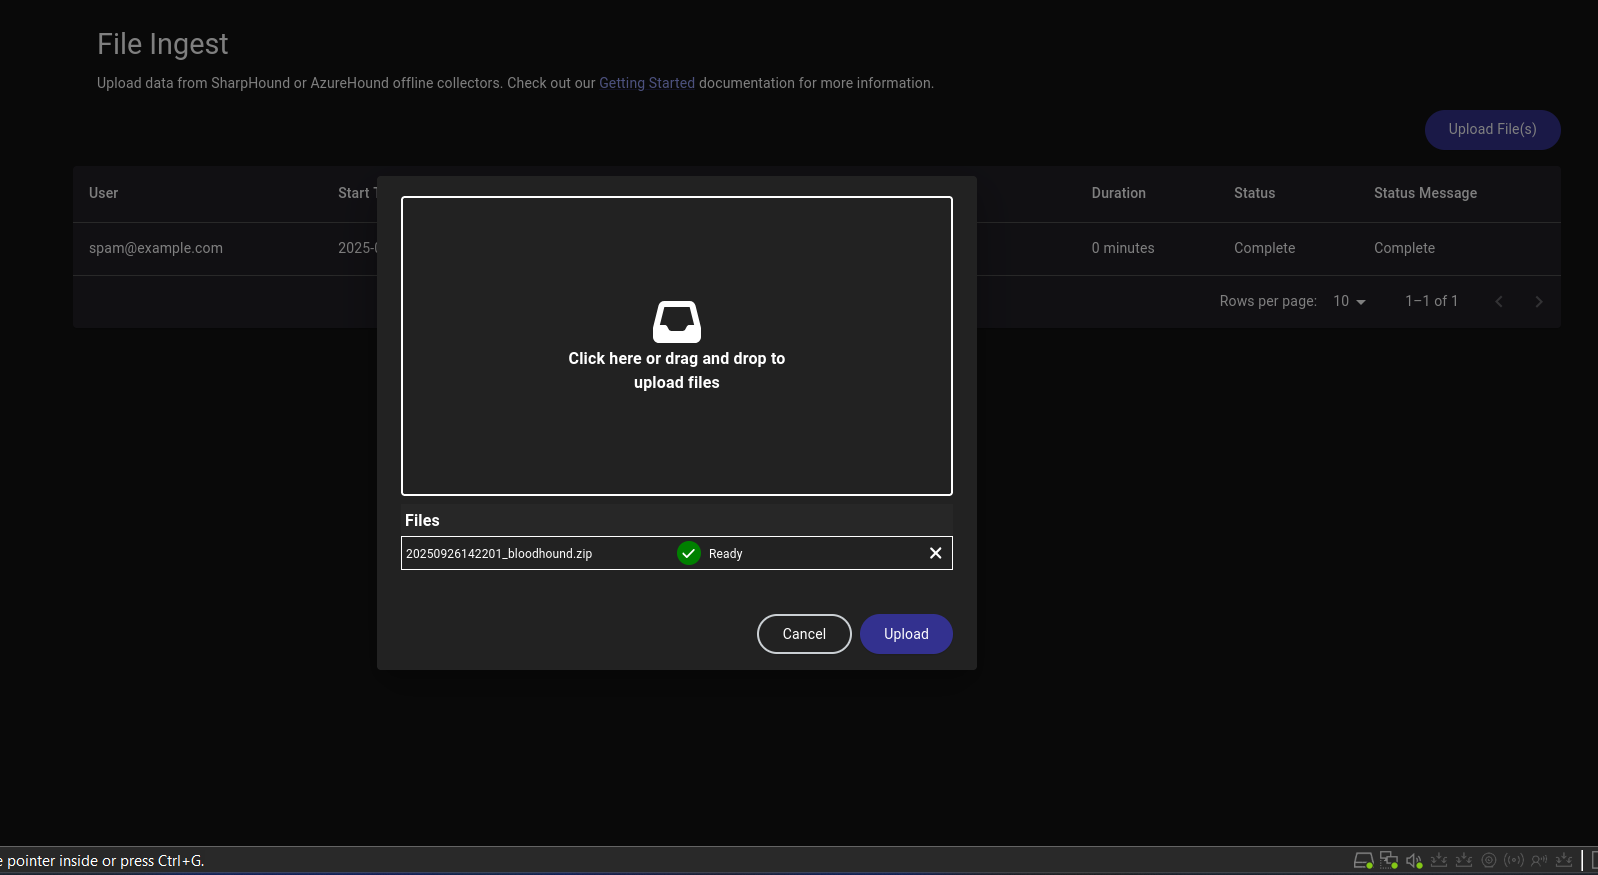 File Ingest
Upload data from SharpHound or AzureHound offline collectors. Check out our Getting Started documentation for more information.
Upload File(s)
User Start Duration Status Status Message
spam@example.com 2025- 0 minutes Complete Complete
Rows per page: 10 1–1 of 1
Click here or drag and drop to
upload files
Files
20250926142201_bloodhound.zip Ready
Cancel Upload
pointer inside or press Ctrl+G.